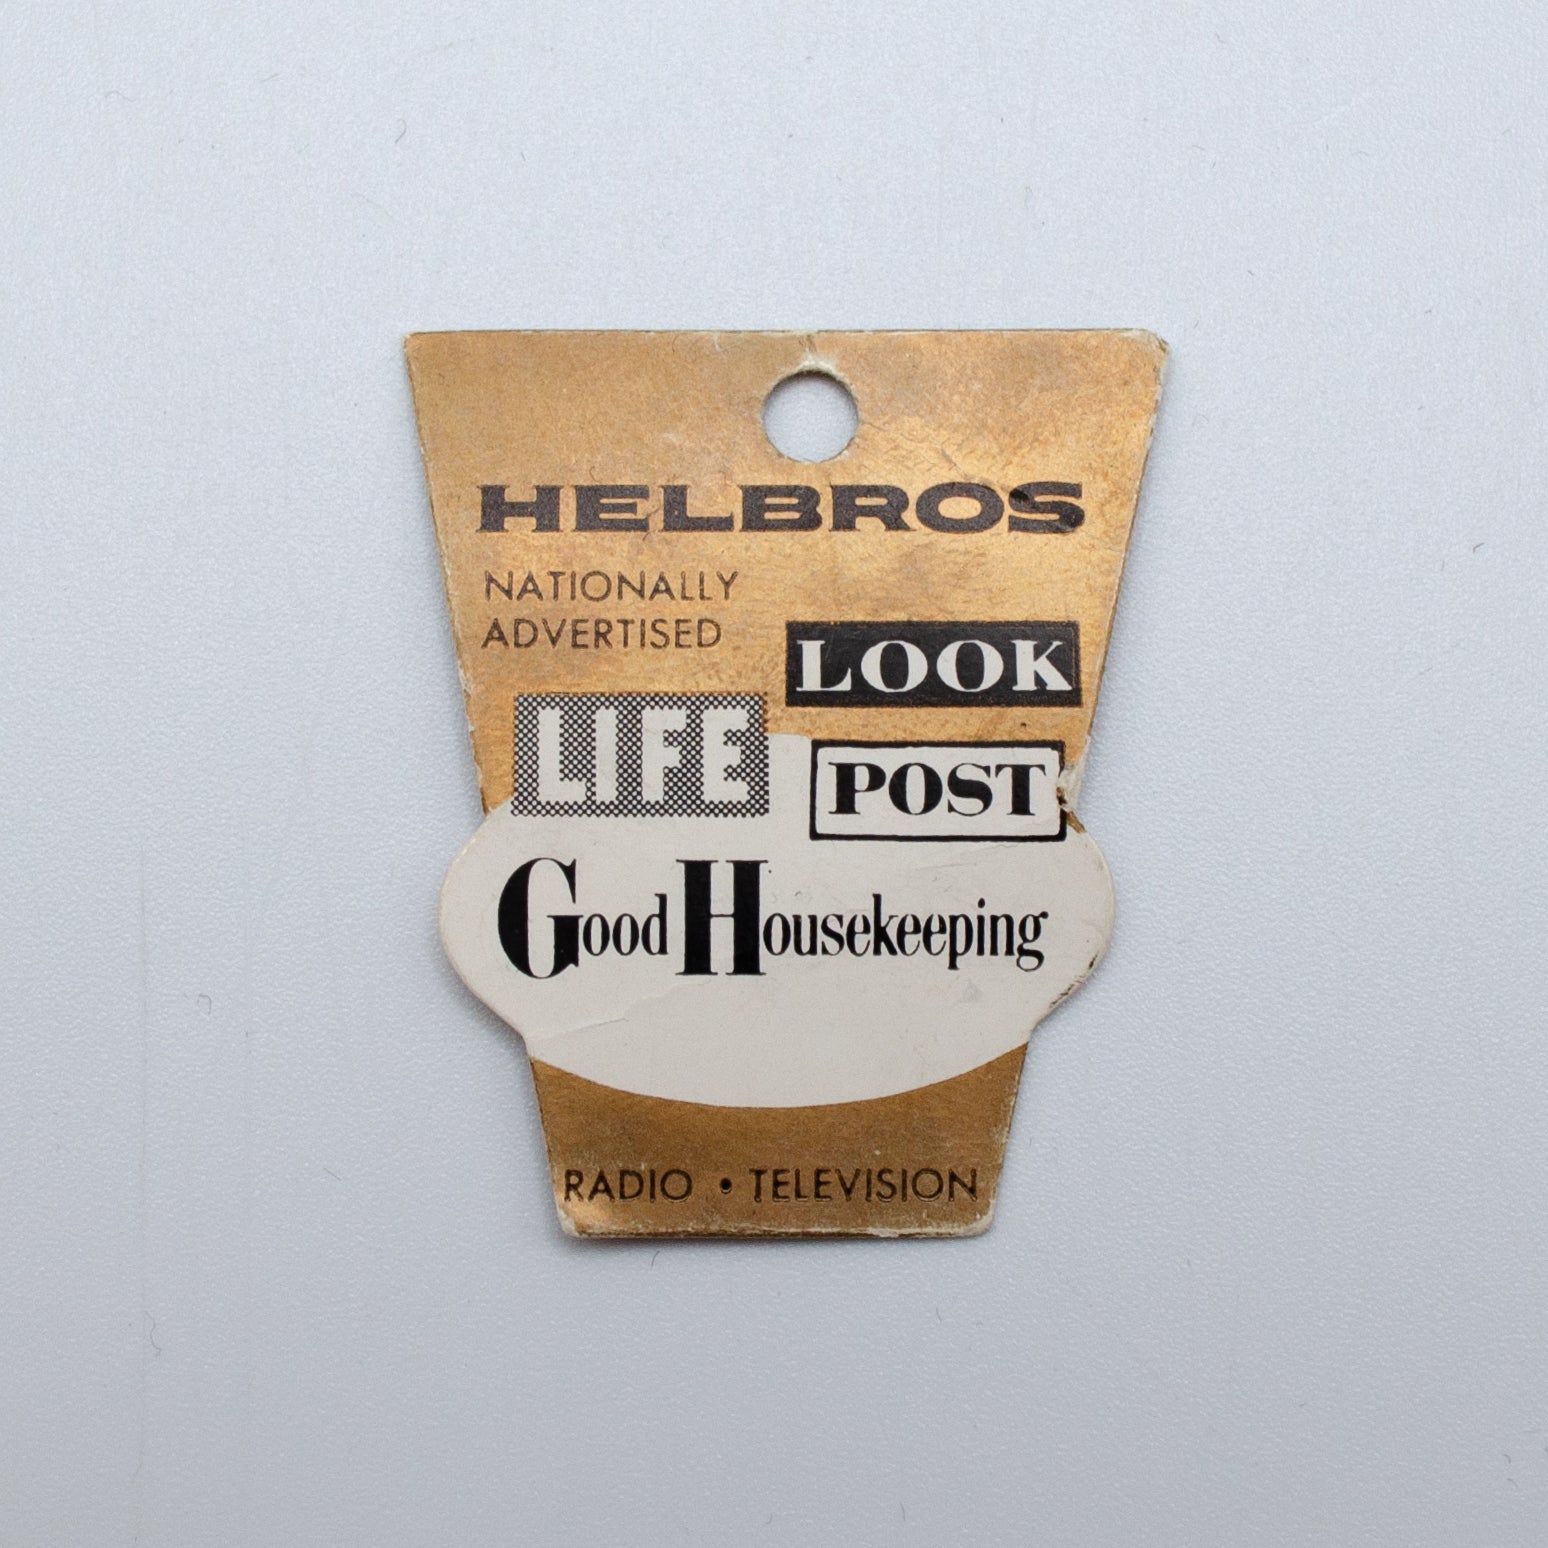 HELBROS
NATIONALLY
ADVERTISED
LOOK
LIFE
POST
Good Housekeeping
RADIO • TELEVISION